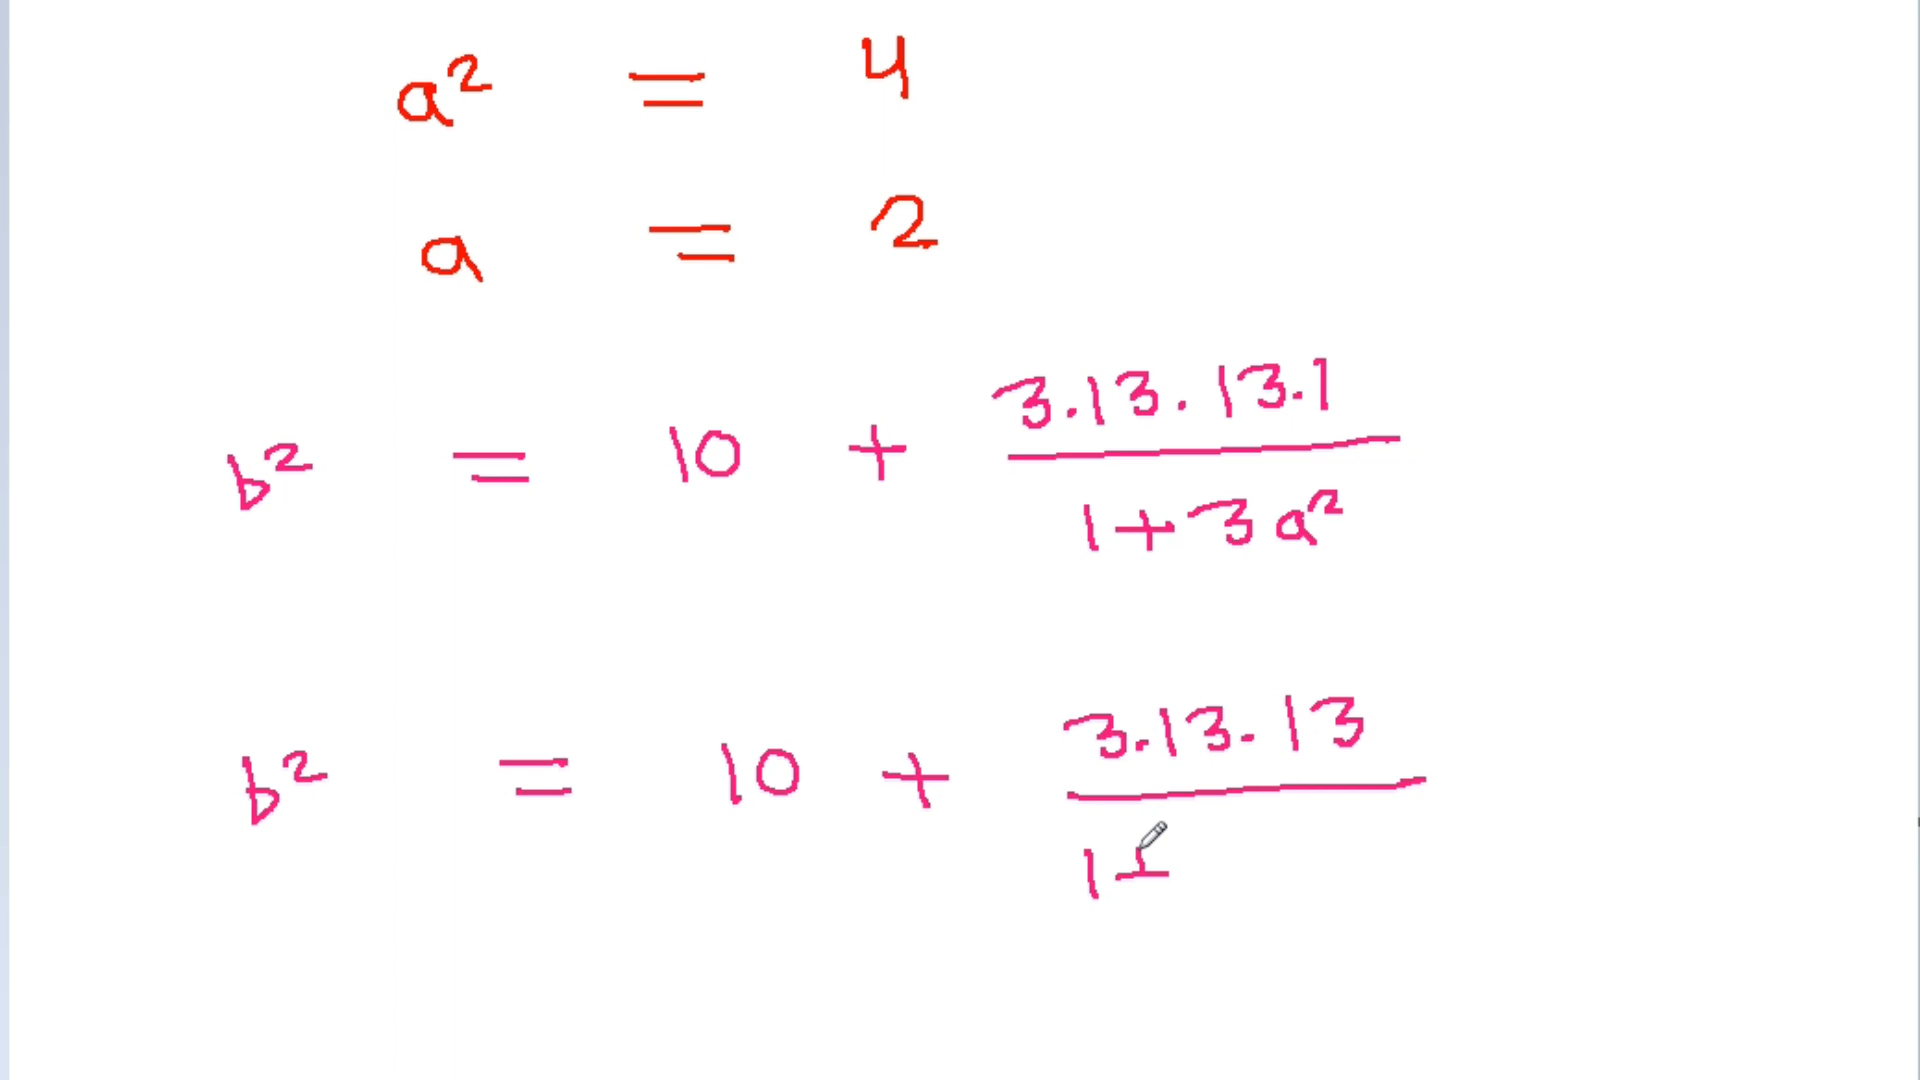 a² = 4
a = 2
b² = 10 + 3.13.13.1 / 1+3a²
b² = 10 + 3.13.13 / 1